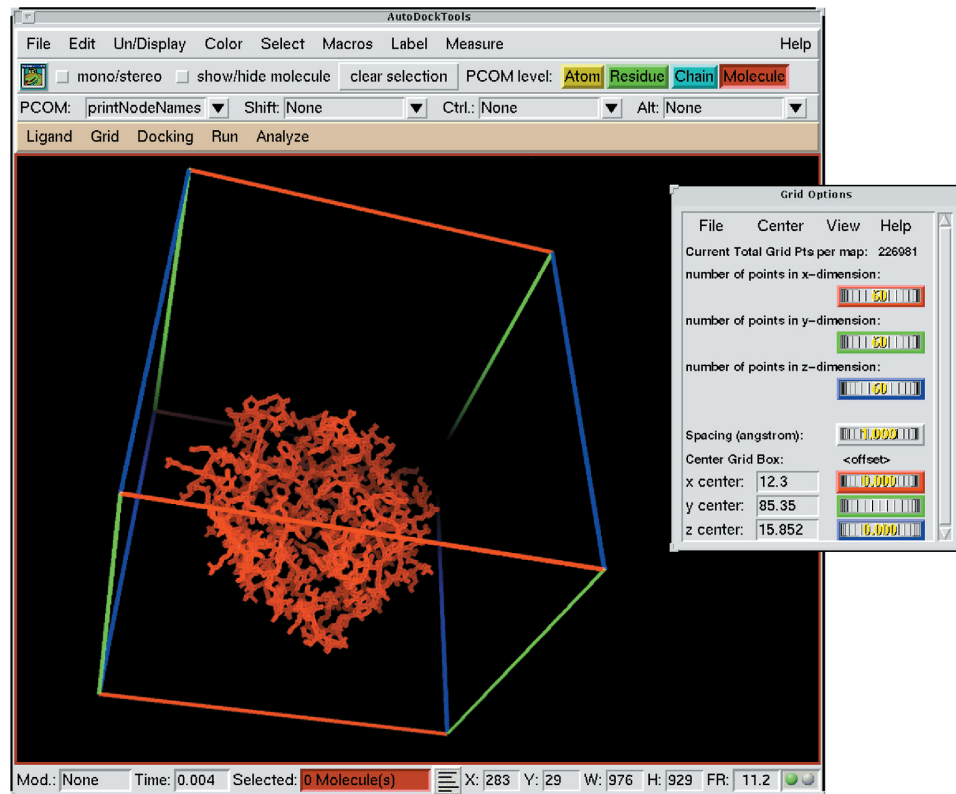 AutoDockTools
File Edit Un/Display Color Select Macros Label Measure Help
mono/stereo show/hide molecule clear selection PCOM level: Atom Residue Chain Molecule
PCOM: printNodeNames Shift: None Ctrl.: None Alt: None
Ligand Grid Docking Run Analyze
Grid Options
File Center View Help
Current Total Grid Pts per map: 226981
number of points in x-dimension:
60
number of points in y-dimension:
60
number of points in z-dimension:
60
Spacing (angstrom): 1.000
Center Grid Box: <offset>
x center: 12.3 0.000
y center: 85.35
z center: 15.852 0.000
Mod.: None Time: 0.004 Selected: 0 Molecule(s) X: 283 Y: 29 W: 976 H: 929 FR: 11.2